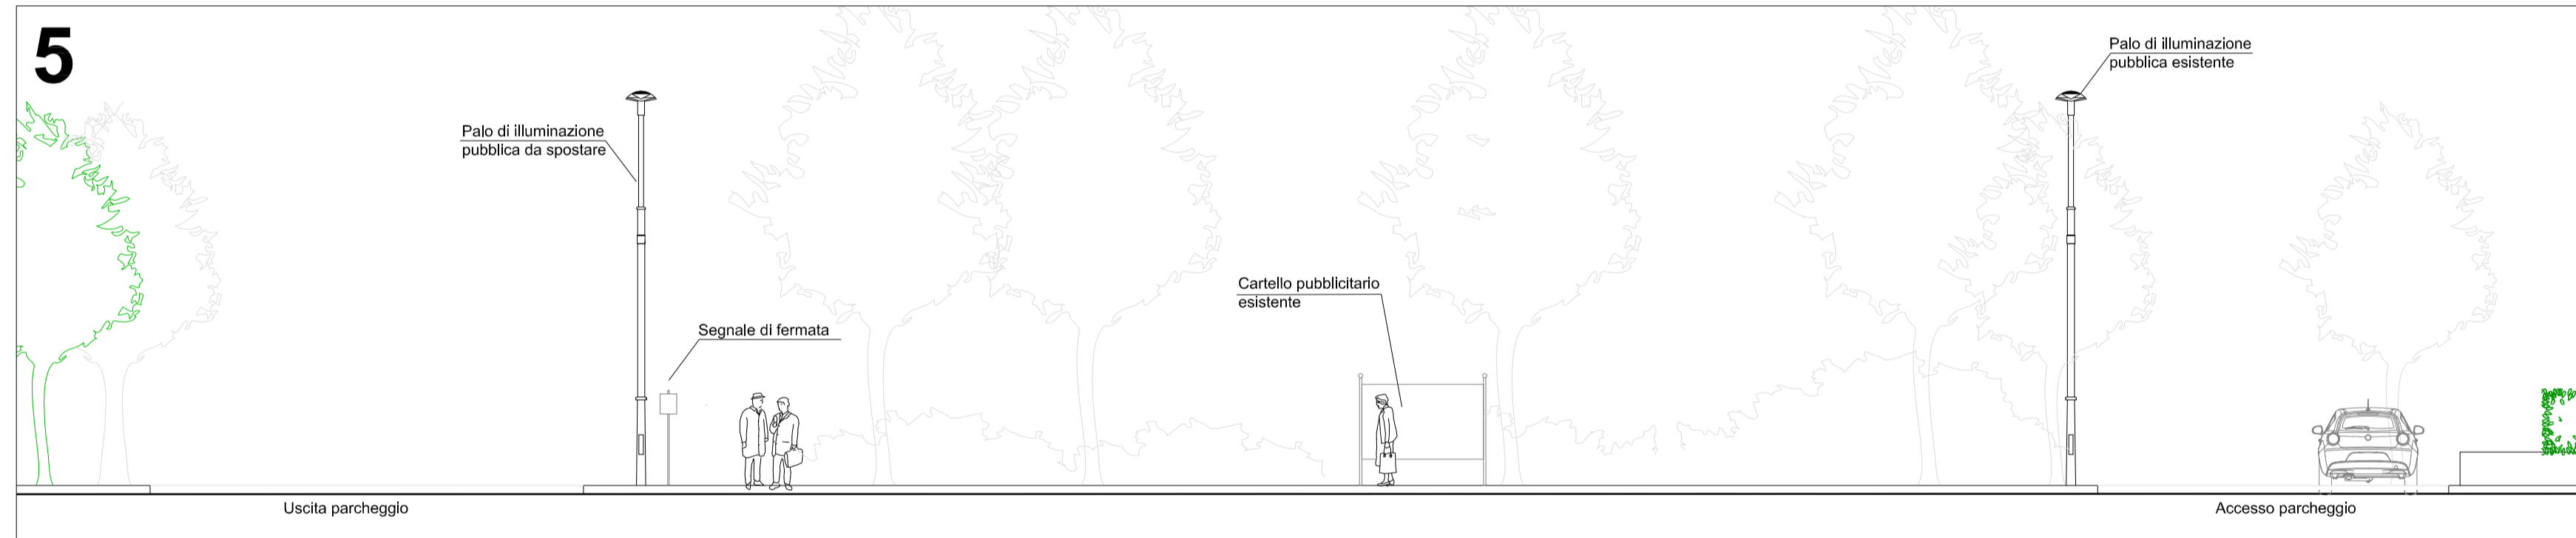 5
Palo di illuminazione
pubblica esistente
Palo di illuminazione
pubblica da spostare
Cartello pubblicitario
esistente
Segnale di fermata
Uscita parcheggio
Accesso parcheggio